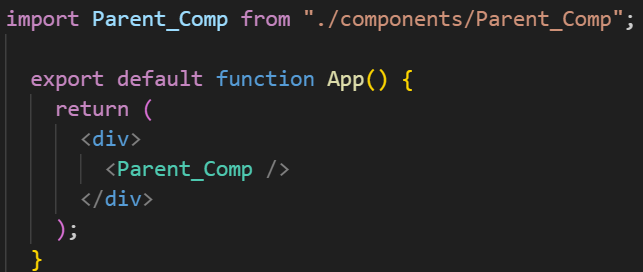 import Parent_Comp from "./components/Parent_Comp";
export default function App() {
return (
<div>
<Parent_Comp />
</div>
);
}